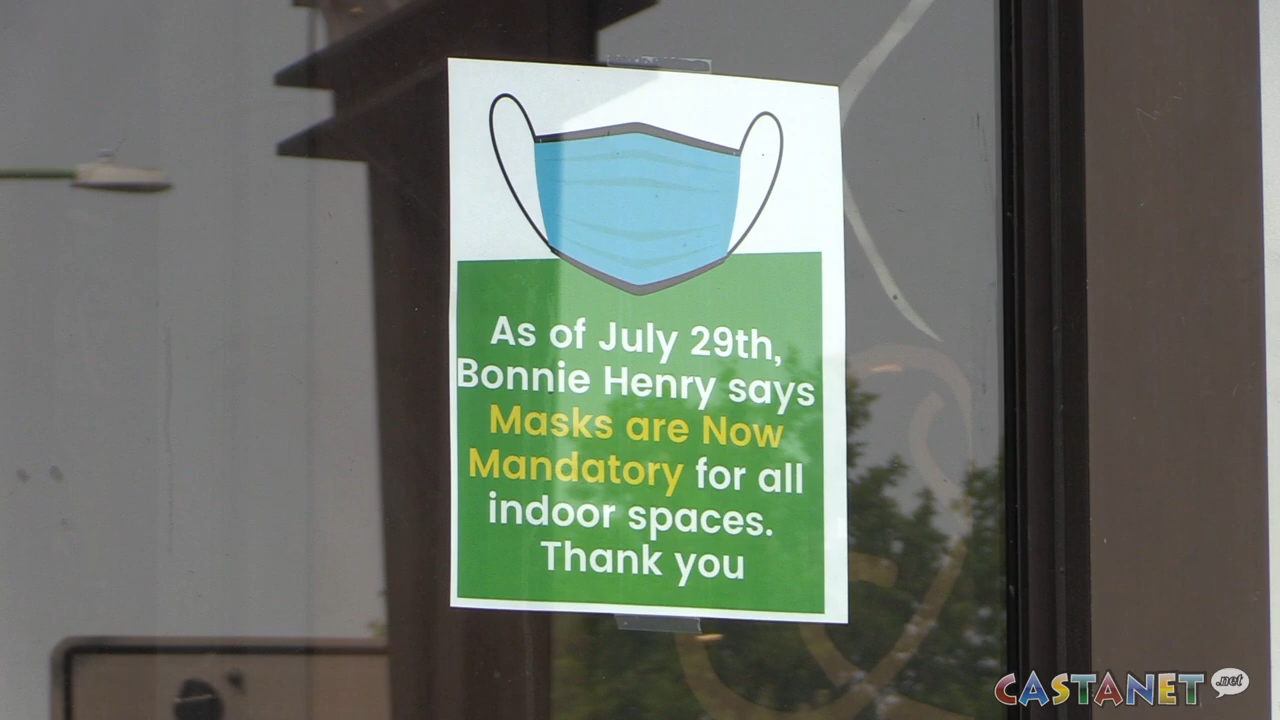 As of July 29th,
Bonnie Henry says
Masks are Now
Mandatory for all
indoor spaces.
Thank you
CASTANET .net